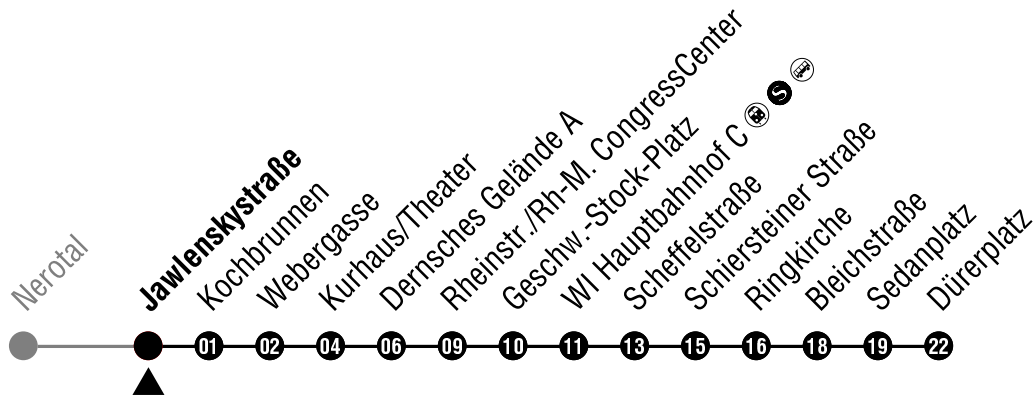 Nerotal
Jawlenskystraße
Kochbrunnen
Webergasse
Kurhaus/Theater
Dernsches Gelände A
Rheinstr./Rh-M. CongressCenter
Geschw.-Stock-Platz
WI Hauptbahnhof C S
Scheffelstraße
Schiersteiner Straße
Ringkirche
Bleichstraße
Sedanplatz
Dürerplatz
01 02 04 06 09 10 11 13 15 16 18 19 22